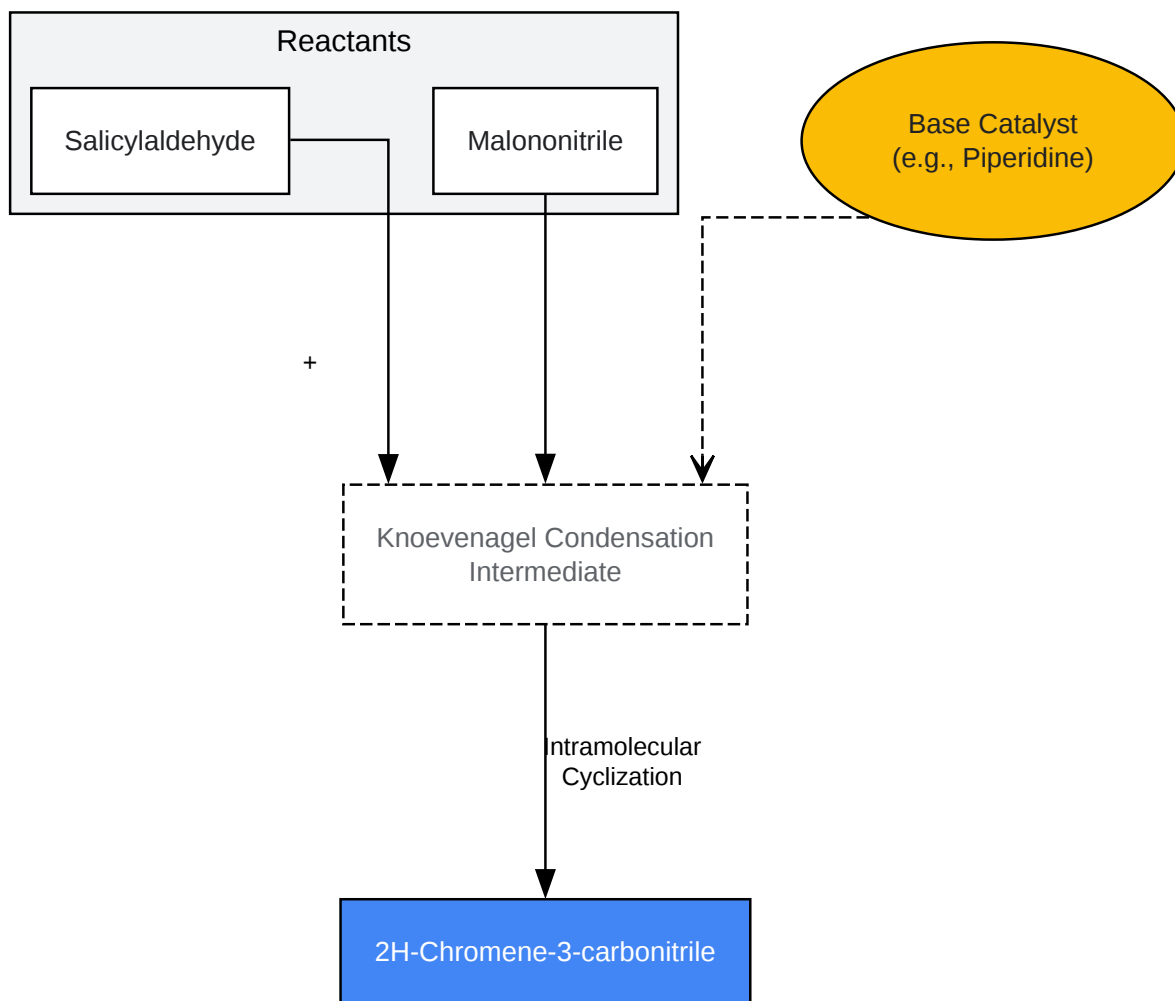 Reactants
Salicylaldehyde
Malononitrile
Base Catalyst
(e.g., Piperidine)
+
Knoevenagel Condensation
Intermediate
Intramolecular
Cyclization
2H-Chromene-3-carbonitrile